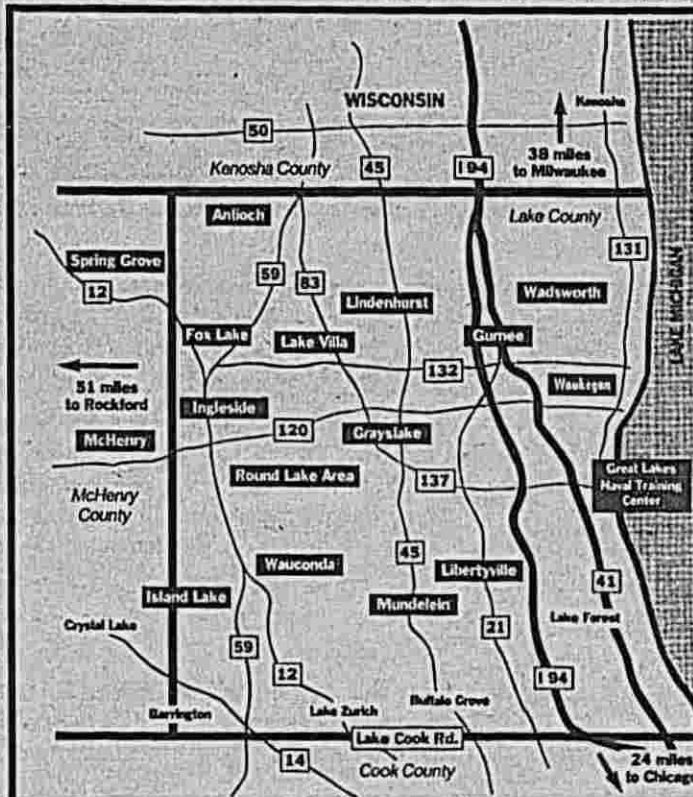 WISCONSIN
Kenosha
50
Kenosha County
45
I 94
38 miles
to Milwaukee
Antioch
Lake County
Spring Grove
12
59
83
131
Lindenhurst
Wadsworth
LAKE MICHIGAN
Fox Lake
Lake Villa
Gurnee
51 miles
to Rockford
132
Waukegan
Ingleside
McHenry
120
Grayslake
Round Lake Area
137
Great Lakes
Naval Training
Center
McHenry
County
Wauconda
45
Libertyville
41
Island Lake
Mundelein
Crystal Lake
59
21
Lake Forest
12
I 94
Barrington
Lake Zurich
Buffalo Grove
Lake Cook Rd.
14
Cook County
24 miles
to Chicago